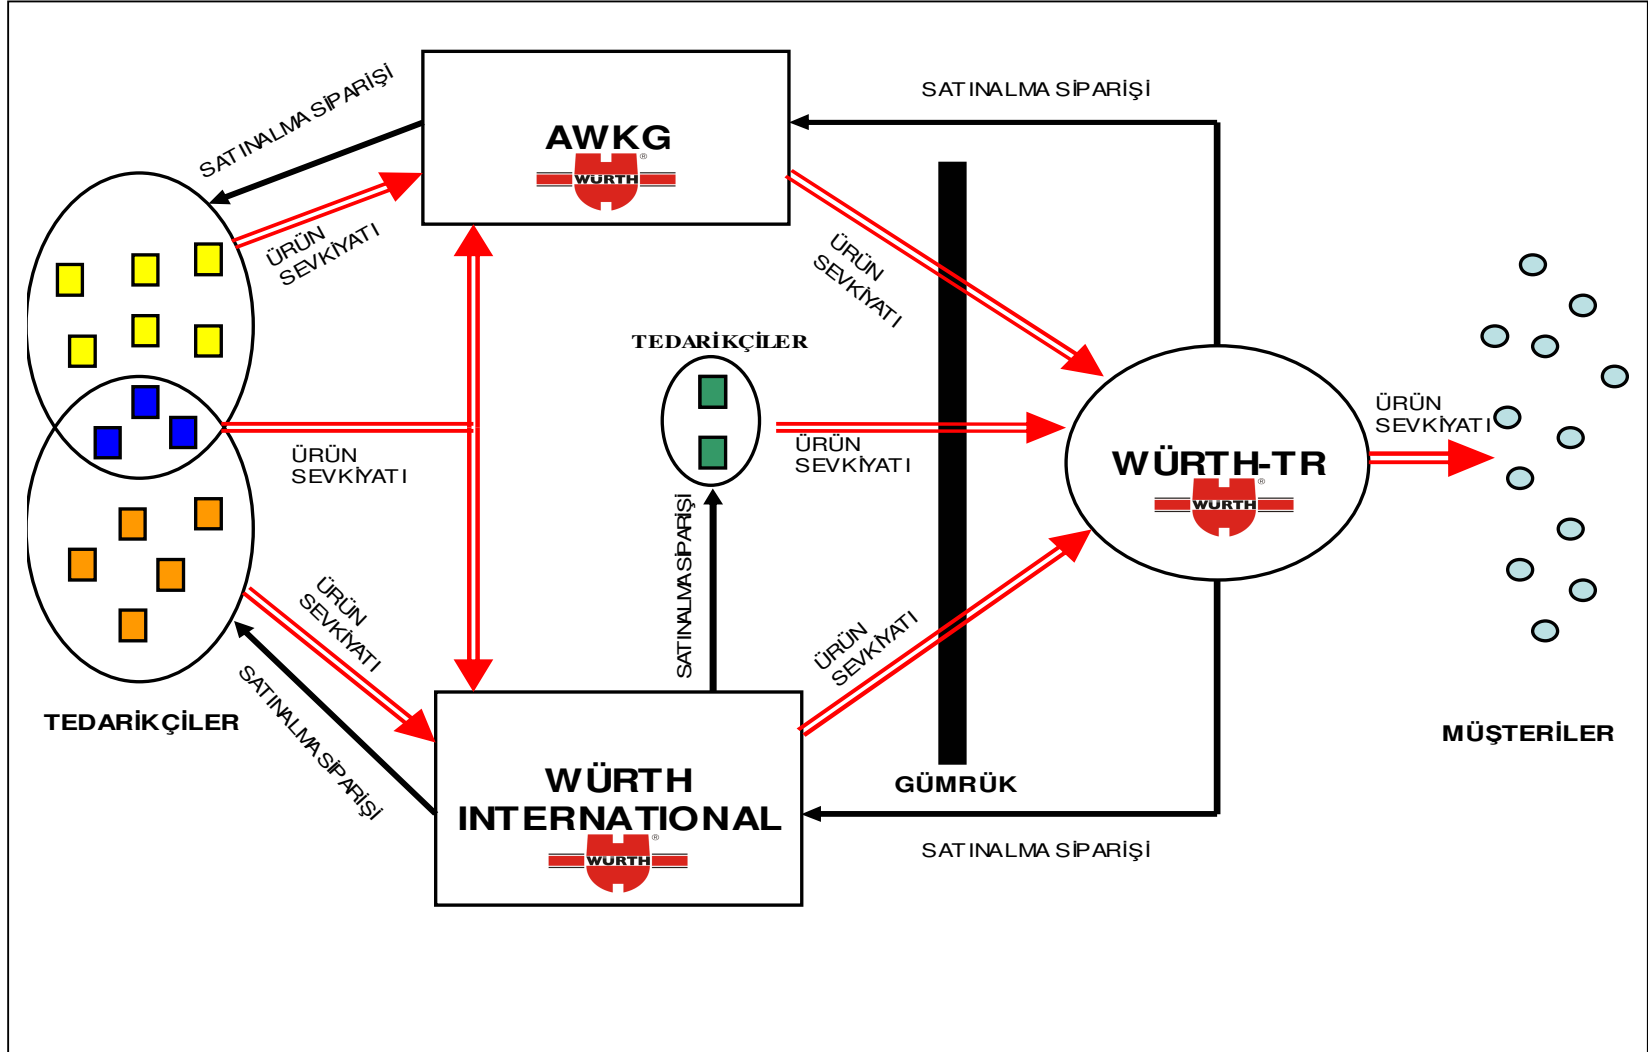 SATINALMA SİPARİŞİ
SATINALMA SİPARİŞİ
AWKG
WÜRTH
®
ÜRÜN
SEVKİYATI
ÜRÜN
SEVKİYATI
TEDARİKÇİLER
ÜRÜN
SEVKİYATI
ÜRÜN
SEVKİYATI
ÜRÜN
SEVKİYATI
WÜRTH-TR
WÜRTH
®
SATINALMA SİPARİŞİ
ÜRÜN
SEVKİYATI
ÜRÜN
SEVKİYATI
TEDARİKÇİLER
SATINALMA SİPARİŞİ
MÜŞTERİLER
GÜMRÜK
WÜRTH
INTERNATIONAL
WÜRTH
®
SATINALMA SİPARİŞİ